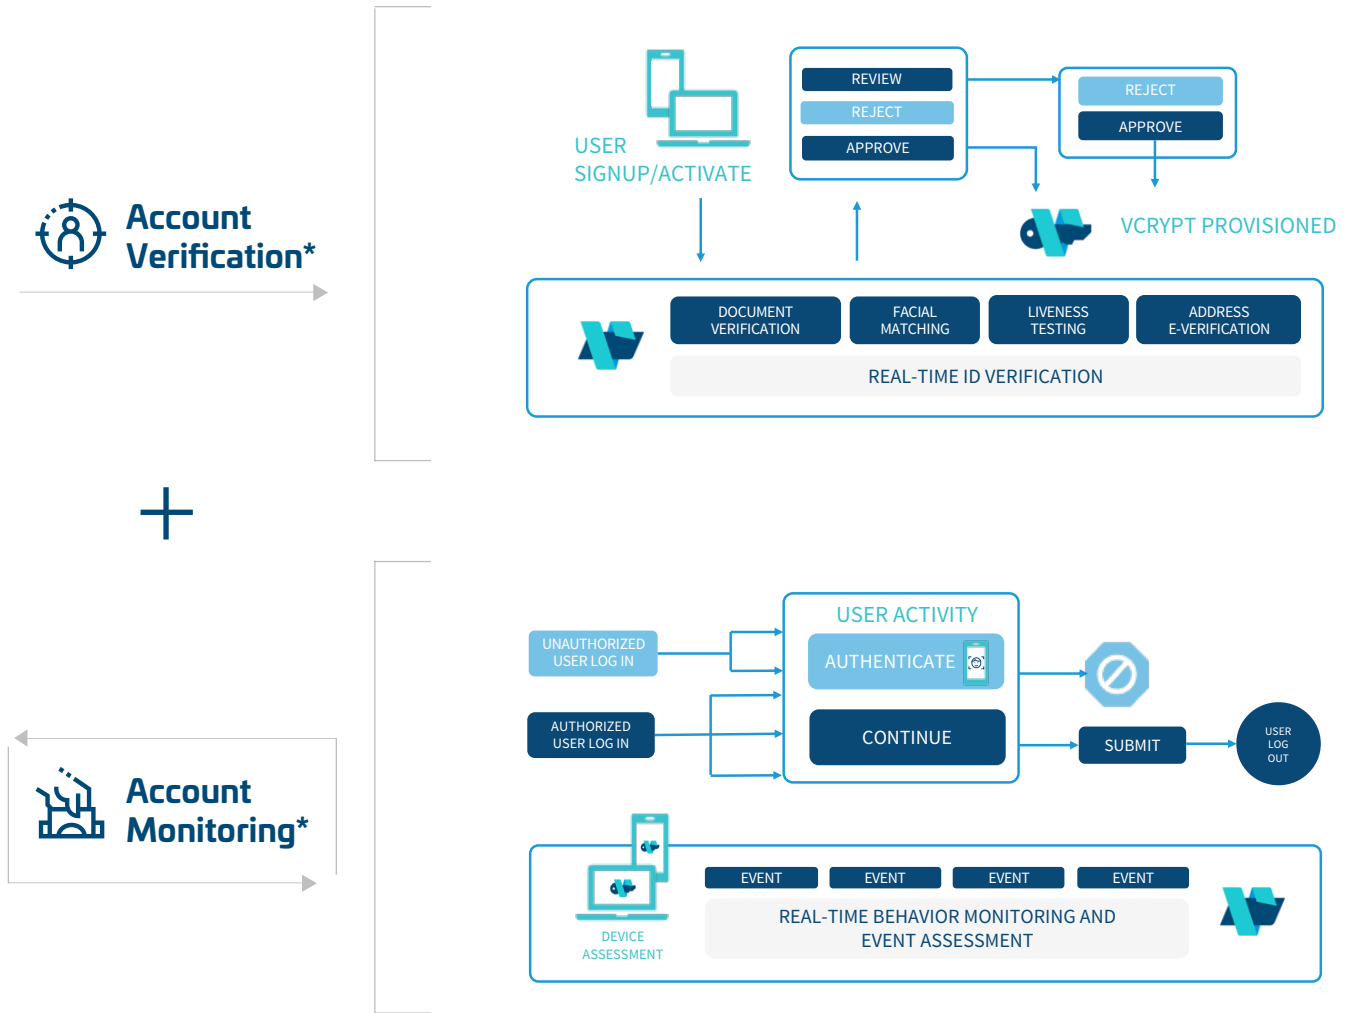 Account
Verification*
USER
SIGNUP/ACTIVATE
REVIEW
REJECT
APPROVE
REJECT
APPROVE
VCRYPT PROVISIONED
DOCUMENT
VERIFICATION
FACIAL
MATCHING
LIVENESS
TESTING
ADDRESS
E-VERIFICATION
REAL-TIME ID VERIFICATION
Account
Monitoring*
UNAUTHORIZED
USER LOG IN
AUTHORIZED
USER LOG IN
USER ACTIVITY
AUTHENTICATE
CONTINUE
SUBMIT
USER
LOG
OUT
DEVICE
ASSESSMENT
EVENT
EVENT
EVENT
EVENT
REAL-TIME BEHAVIOR MONITORING AND
EVENT ASSESSMENT